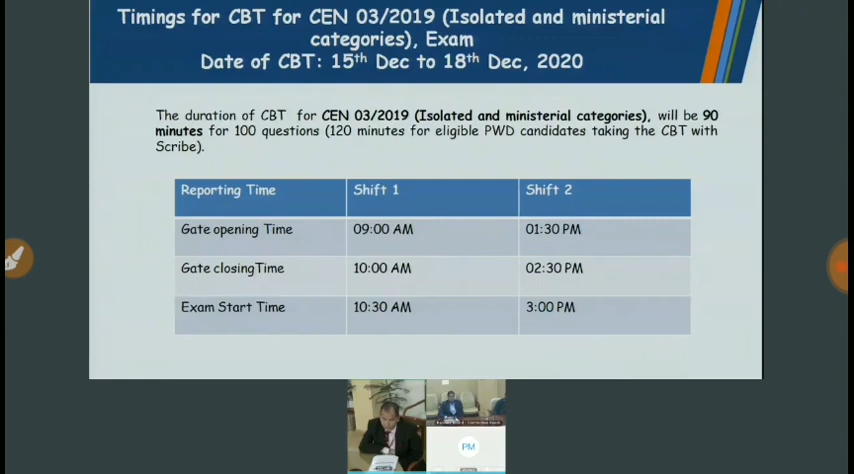 Timings for CBT for CEN 03/2019 (Isolated and ministerial
categories), Exam
Date of CBT: 15th Dec to 18th Dec, 2020
The duration of CBT for CEN 03/2019 (Isolated and ministerial categories), will be 90
minutes for 100 questions (120 minutes for eligible PWD candidates taking the CBT with
Scribe).
Reporting Time Shift 1 Shift 2
Gate opening Time 09:00 AM 01:30 PM
Gate closingTime 10:00 AM 02:30 PM
Exam Start Time 10:30 AM 3:00 PM
PM